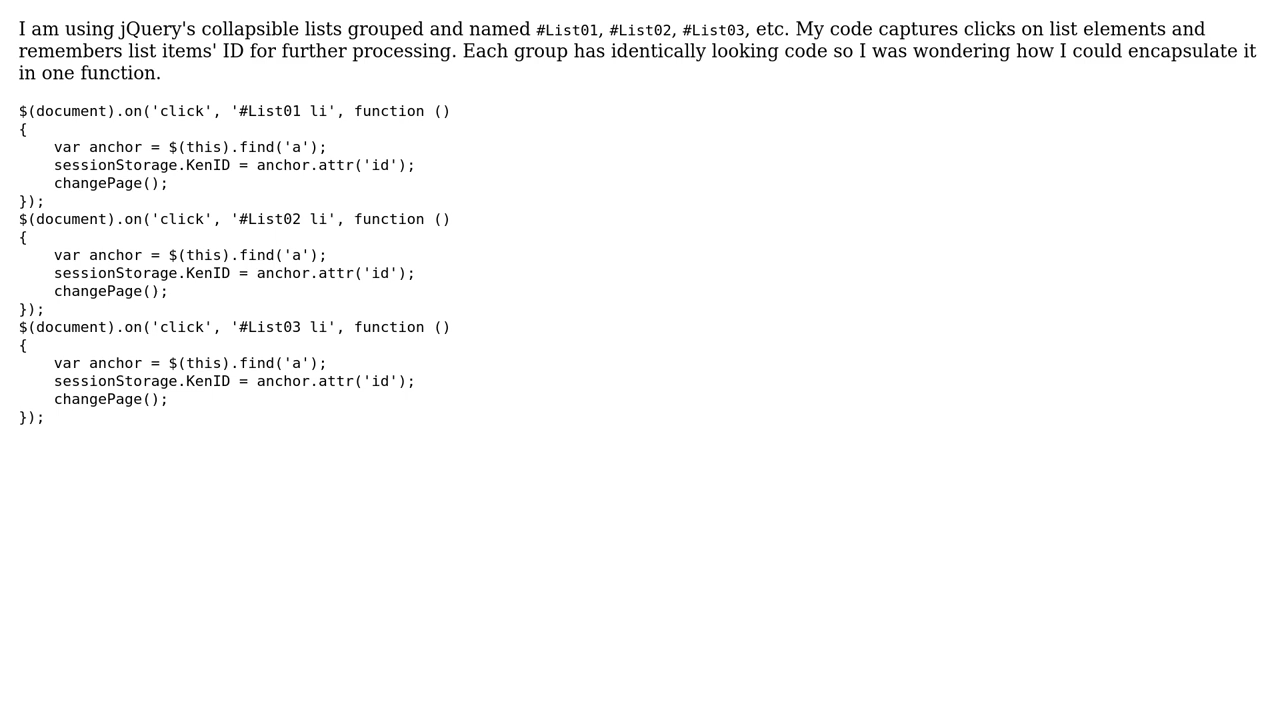 I am using jQuery's collapsible lists grouped and named #List01, #List02, #List03, etc. My code captures clicks on list elements and
remembers list items' ID for further processing. Each group has identically looking code so I was wondering how I could encapsulate it
in one function.
$(document).on('click', '#List01 li', function ()
{
    var anchor = $(this).find('a');
    sessionStorage.KenID = anchor.attr('id');
    changePage();
});
$(document).on('click', '#List02 li', function ()
{
    var anchor = $(this).find('a');
    sessionStorage.KenID = anchor.attr('id');
    changePage();
});
$(document).on('click', '#List03 li', function ()
{
    var anchor = $(this).find('a');
    sessionStorage.KenID = anchor.attr('id');
    changePage();
});